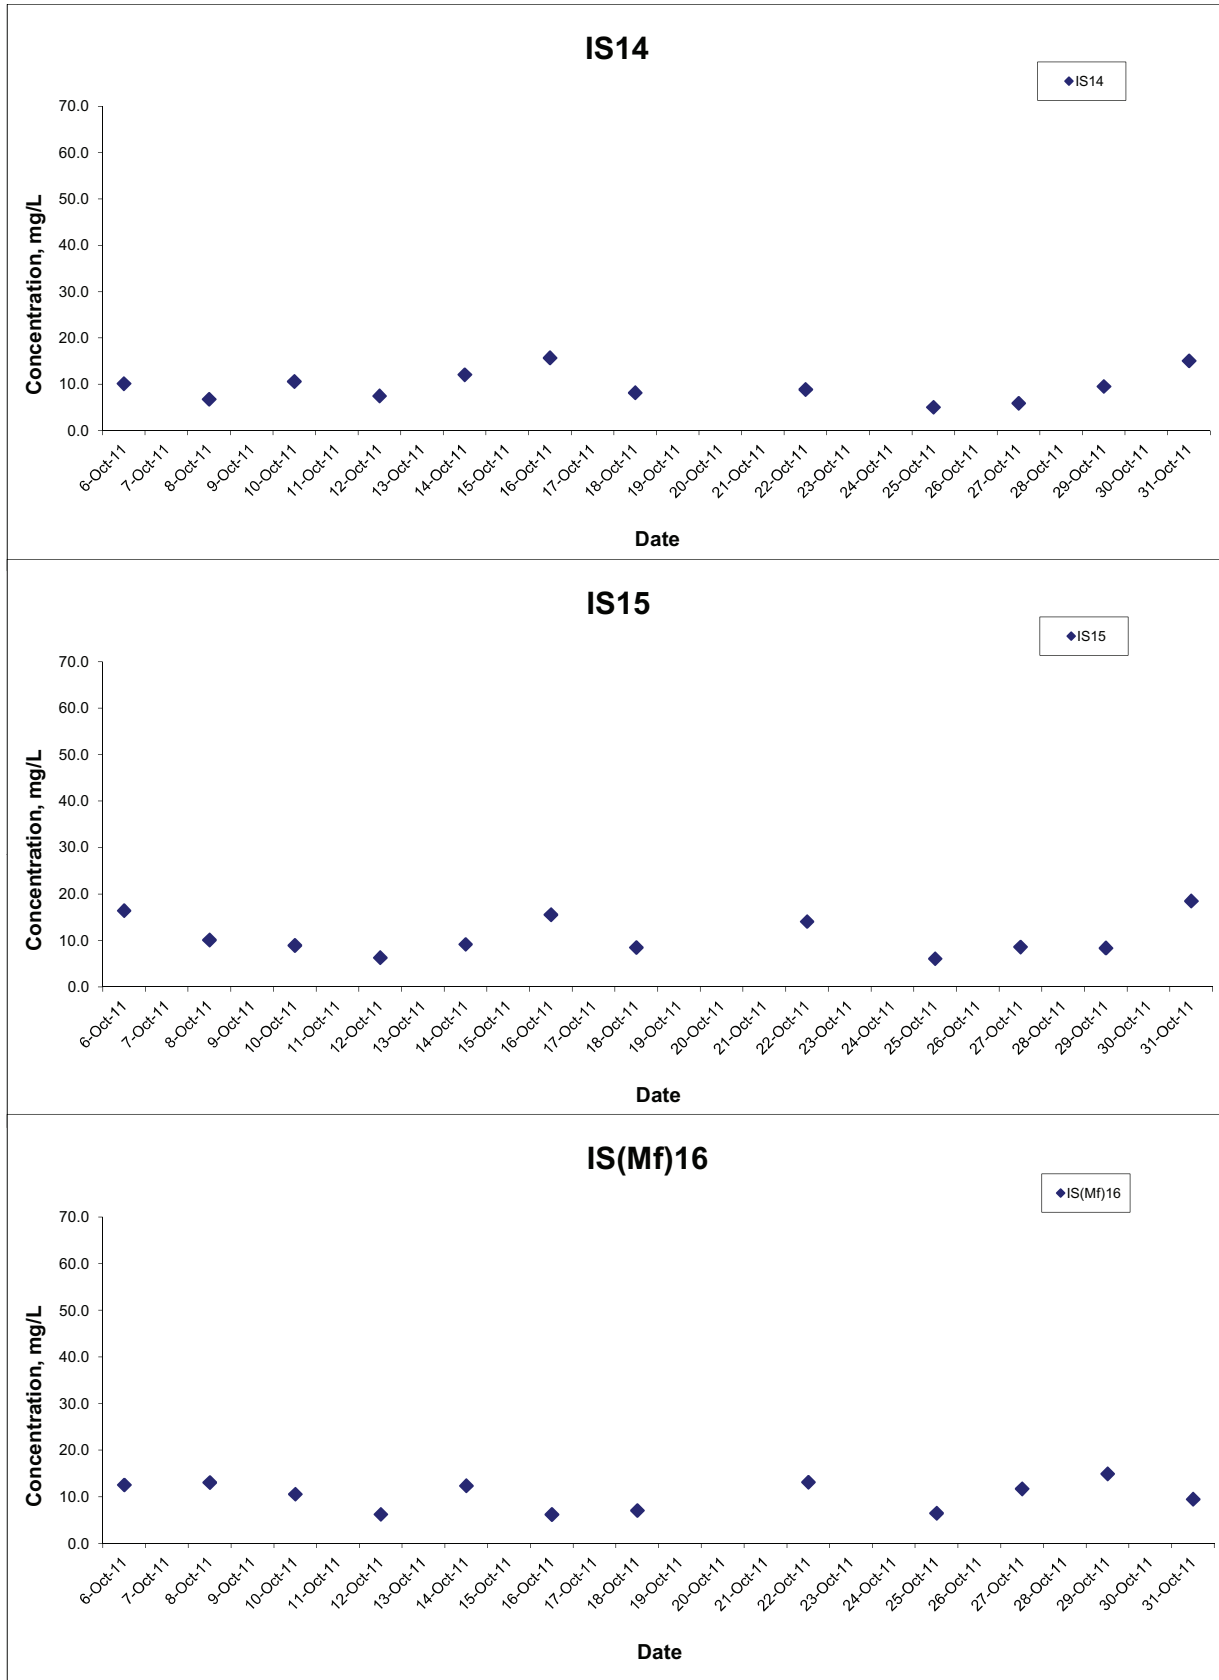 IS14
IS14
70.0
60.0
50.0
40.0
30.0
20.0
10.0
0.0
Concentration, mg/L
6-Oct-11
7-Oct-11
8-Oct-11
9-Oct-11
10-Oct-11
11-Oct-11
12-Oct-11
13-Oct-11
14-Oct-11
15-Oct-11
16-Oct-11
17-Oct-11
18-Oct-11
19-Oct-11
20-Oct-11
21-Oct-11
22-Oct-11
23-Oct-11
24-Oct-11
25-Oct-11
26-Oct-11
27-Oct-11
28-Oct-11
29-Oct-11
30-Oct-11
31-Oct-11
Date
IS15
IS15
70.0
60.0
50.0
40.0
30.0
20.0
10.0
0.0
Concentration, mg/L
6-Oct-11
7-Oct-11
8-Oct-11
9-Oct-11
10-Oct-11
11-Oct-11
12-Oct-11
13-Oct-11
14-Oct-11
15-Oct-11
16-Oct-11
17-Oct-11
18-Oct-11
19-Oct-11
20-Oct-11
21-Oct-11
22-Oct-11
23-Oct-11
24-Oct-11
25-Oct-11
26-Oct-11
27-Oct-11
28-Oct-11
29-Oct-11
30-Oct-11
31-Oct-11
Date
IS(Mf)16
IS(Mf)16
70.0
60.0
50.0
40.0
30.0
20.0
10.0
0.0
Concentration, mg/L
6-Oct-11
7-Oct-11
8-Oct-11
9-Oct-11
10-Oct-11
11-Oct-11
12-Oct-11
13-Oct-11
14-Oct-11
15-Oct-11
16-Oct-11
17-Oct-11
18-Oct-11
19-Oct-11
20-Oct-11
21-Oct-11
22-Oct-11
23-Oct-11
24-Oct-11
25-Oct-11
26-Oct-11
27-Oct-11
28-Oct-11
29-Oct-11
30-Oct-11
31-Oct-11
Date